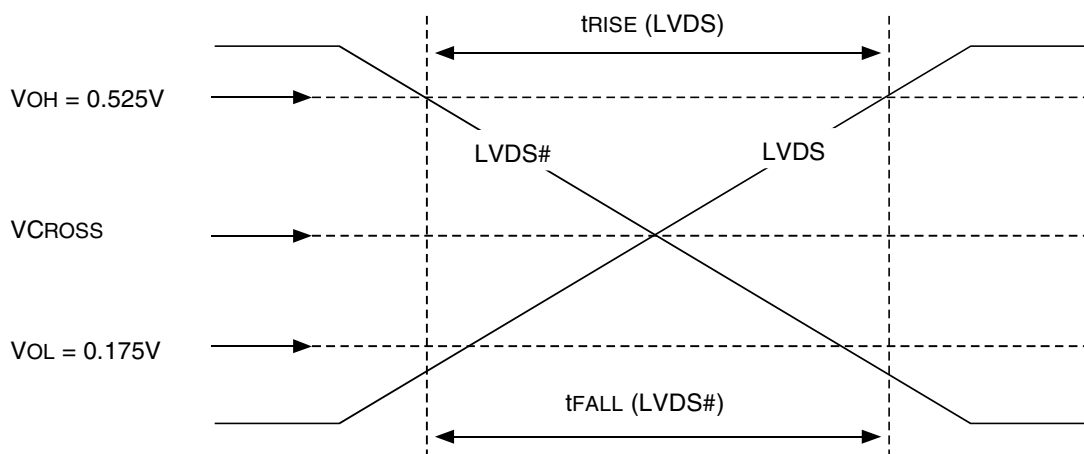 tRISE (LVDS)
VOH = 0.525V
LVDS#
LVDS
VCROSS
VOL = 0.175V
tFALL (LVDS#)